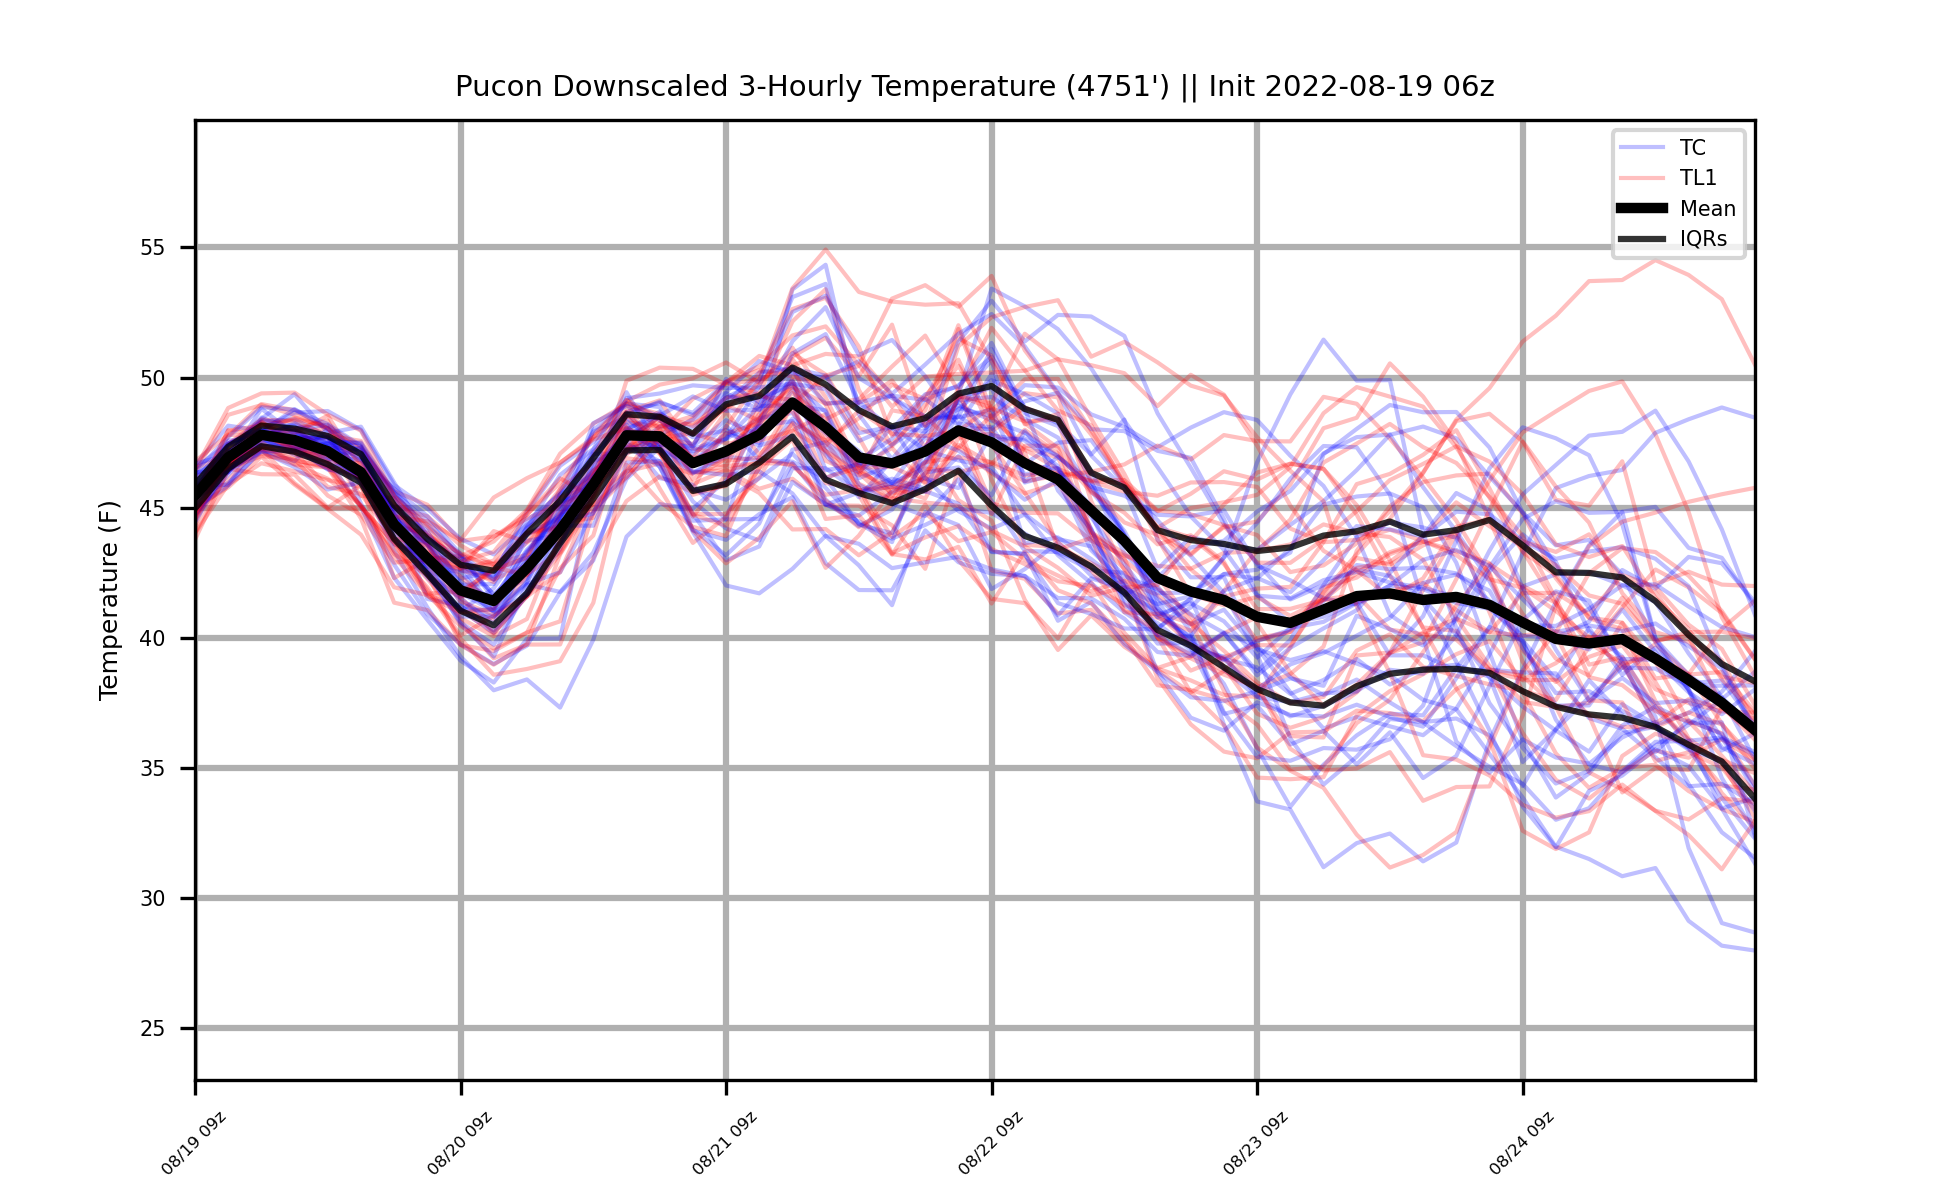 Pucon Downscaled 3-Hourly Temperature (4751') || Init 2022-08-19 06z
TC
TL1
Mean
IQRs
Temperature (F)
55
50
45
40
35
30
25
08/19 09z
08/20 09z
08/21 09z
08/22 09z
08/23 09z
08/24 09z